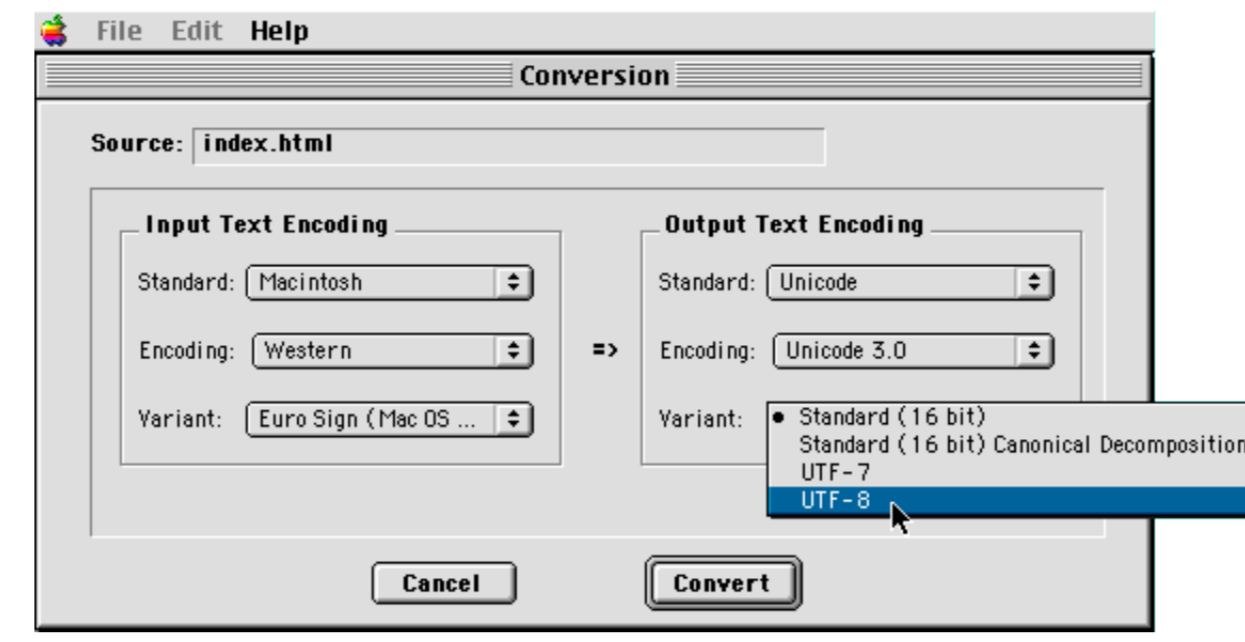 File Edit Help
Conversion
Source: index.html
Input Text Encoding
Standard: Macintosh
Encoding: Western
Variant: Euro Sign (Mac OS ...
=>
Output Text Encoding
Standard: Unicode
Encoding: Unicode 3.0
Variant: • Standard (16 bit)
Standard (16 bit) Canonical Decomposition
UTF-7
UTF-8
Cancel
Convert